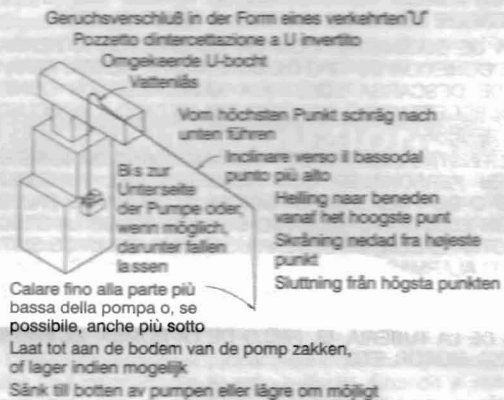 Geruchsverschluß in der Form eines verkehrten "U"
Pozzetto d'intercettazione a U invertito
Omgekeerde U-bocht
Vattenlås
Vom höchsten Punkt schräg nach
unten führen
Inclinare verso il bassodal
punto più alto
Helling naar beneden
vanaf het hoogste punt
Skråning nedad fra højeste
punkt
Sluttning från högsta punkten
Bis zur
Unterseite
der Pumpe oder,
wenn möglich,
darunter fallen
lassen
Calare fino alla parte più
bassa della pompa o, se
possibile, anche più sotto
Laat tot aan de bodem van de pomp zakken,
of lager indien mogelijk
Sänk till botten av pumpen eller lägre om möjligt